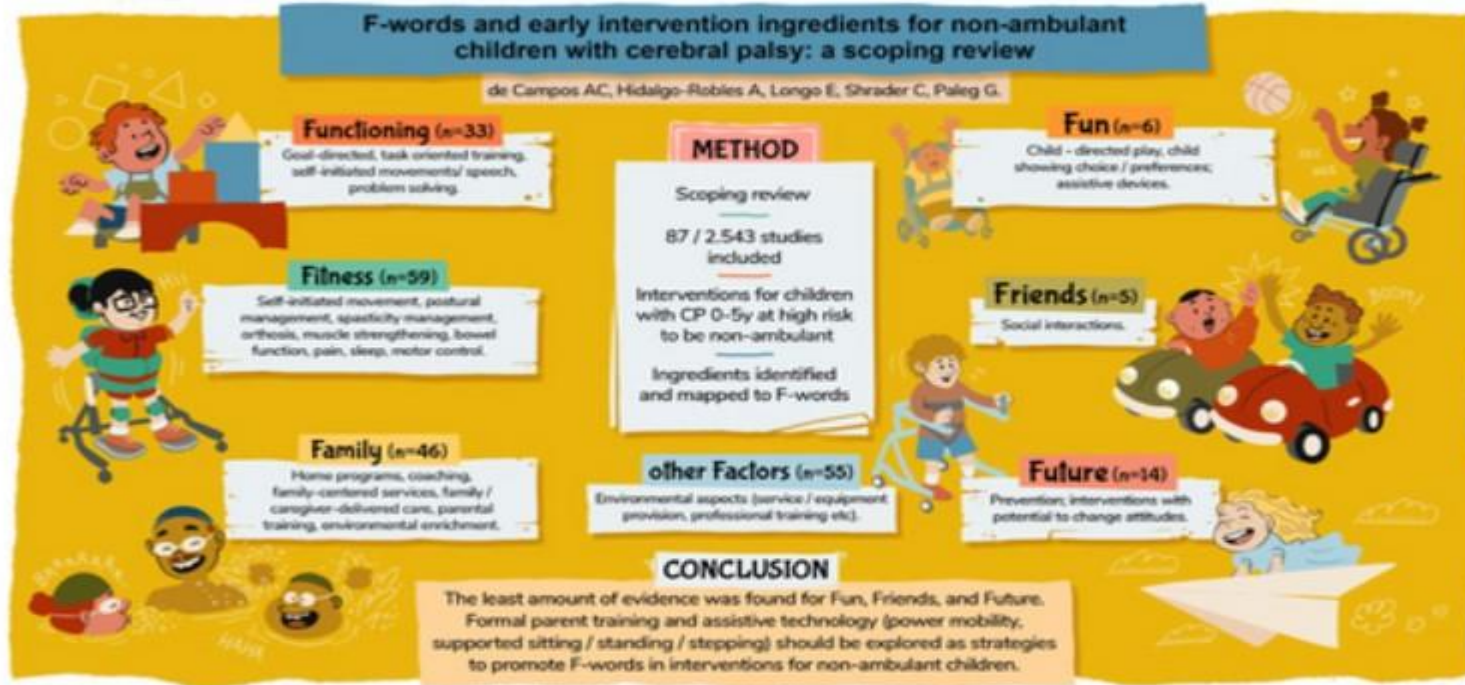 F-words and early intervention ingredients for non-ambulant
children with cerebral palsy: a scoping review
de Campos AC, Hidalgo-Robles A, Longo E, Shrader C, Paleg G.
Functioning (n=33)
Goal-directed, task oriented training,
self-initiated movements/ speech,
problem solving.
Fitness (n=59)
Self-initiated movement, postural
management, spasticity management,
orthosis, muscle strengthening, bowel
function, pain, sleep, motor control.
Family (n=46)
Home programs, coaching,
family-centered services, family /
caregiver-delivered care, parental
training, environmental enrichment.
METHOD
Scoping review
87 / 2.543 studies
included
Interventions for children
with CP 0-5y at high risk
to be non-ambulant
Ingredients identified
and mapped to F-words
other Factors (n=55)
Environmental aspects (service / equipment
provision, professional training etc).
Fun (n=6)
Child - directed play, child
showing choice / preferences;
assistive devices.
Friends (n=5)
Social interactions.
BOOM!
Future (n=14)
Prevention; interventions with
potential to change attitudes.
CONCLUSION
The least amount of evidence was found for Fun, Friends, and Future.
Formal parent training and assistive technology (power mobility,
supported sitting / standing / stepping) should be explored as strategies
to promote F-words in interventions for non-ambulant children.